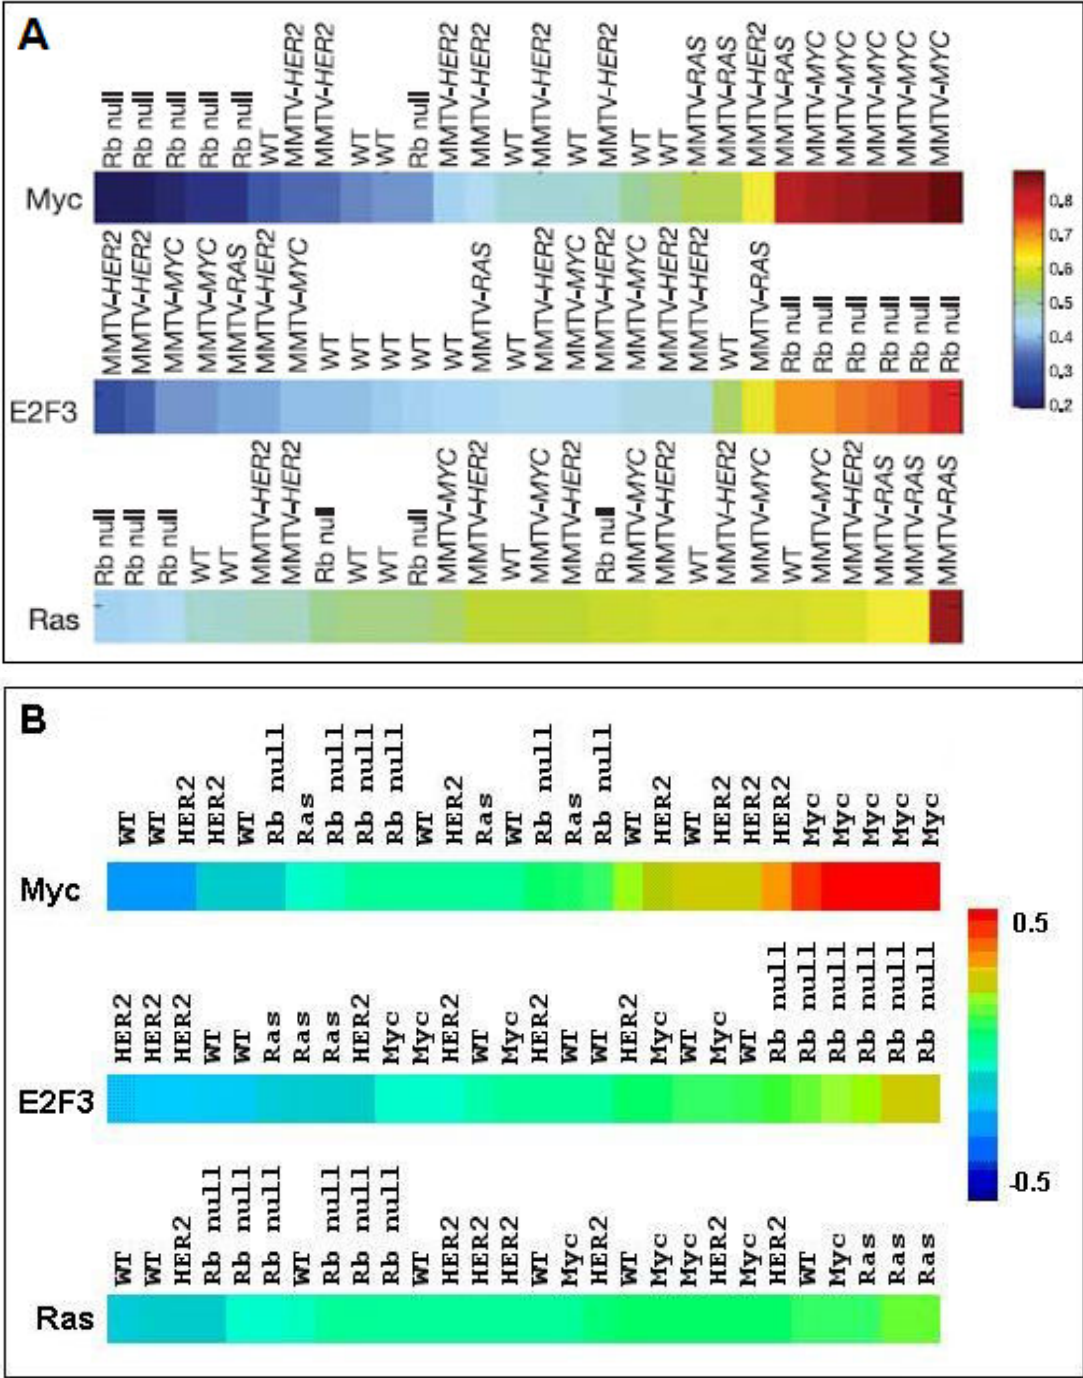 A
Rb null Rb null Rb null Rb null Rb null WT MMTV-HER2 MMTV-HER2 WT WT Rb null MMTV-HER2 MMTV-HER2 WT MMTV-HER2 WT MMTV-HER2 WT WT MMTV-RAS MMTV-RAS MMTV-HER2 MMTV-RAS MMTV-MYC MMTV-MYC MMTV-MYC MMTV-MYC MMTV-MYC
Myc
MMTV-HER2 MMTV-HER2 MMTV-MYC MMTV-MYC MMTV-RAS MMTV-HER2 MMTV-MYC WT WT WT WT WT MMTV-RAS WT MMTV-HER2 MMTV-MYC MMTV-HER2 MMTV-MYC MMTV-HER2 MMTV-HER2 WT MMTV-RAS Rb null Rb null Rb null Rb null Rb null Rb null
E2F3
Rb null Rb null Rb null WT WT MMTV-HER2 MMTV-HER2 Rb null WT WT Rb null MMTV-MYC MMTV-HER2 WT MMTV-MYC MMTV-HER2 Rb null MMTV-MYC MMTV-HER2 WT MMTV-HER2 MMTV-MYC WT MMTV-MYC MMTV-HER2 MMTV-RAS MMTV-RAS MMTV-RAS
Ras
0.8
0.7
0.6
0.5
0.4
0.3
0.2
B
WT WT HER2 HER2 WT Rb null Ras Rb null Rb null Rb null WT HER2 Ras WT Rb null Ras Rb null WT HER2 WT HER2 HER2 HER2 Myc Myc Myc Myc Myc
Myc
HER2 HER2 HER2 WT WT Ras Ras Ras HER2 Myc Myc HER2 WT Myc HER2 WT WT HER2 Myc WT Myc WT Rb null Rb null Rb null Rb null Rb null Rb null
E2F3
WT WT HER2 Rb null Rb null Rb null WT Rb null Rb null Rb null WT HER2 HER2 HER2 WT Myc HER2 WT Myc Myc HER2 Myc HER2 WT Myc Ras Ras Ras
Ras
0.5
-0.5